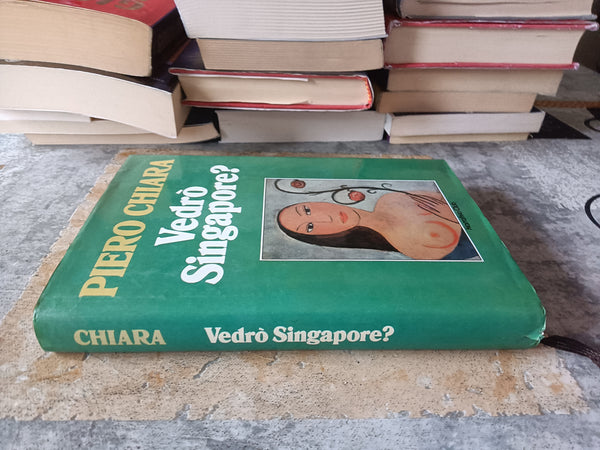 PIERO CHIARA
Vedrò
Singapore?
CHIARA
Vedrò Singapore?